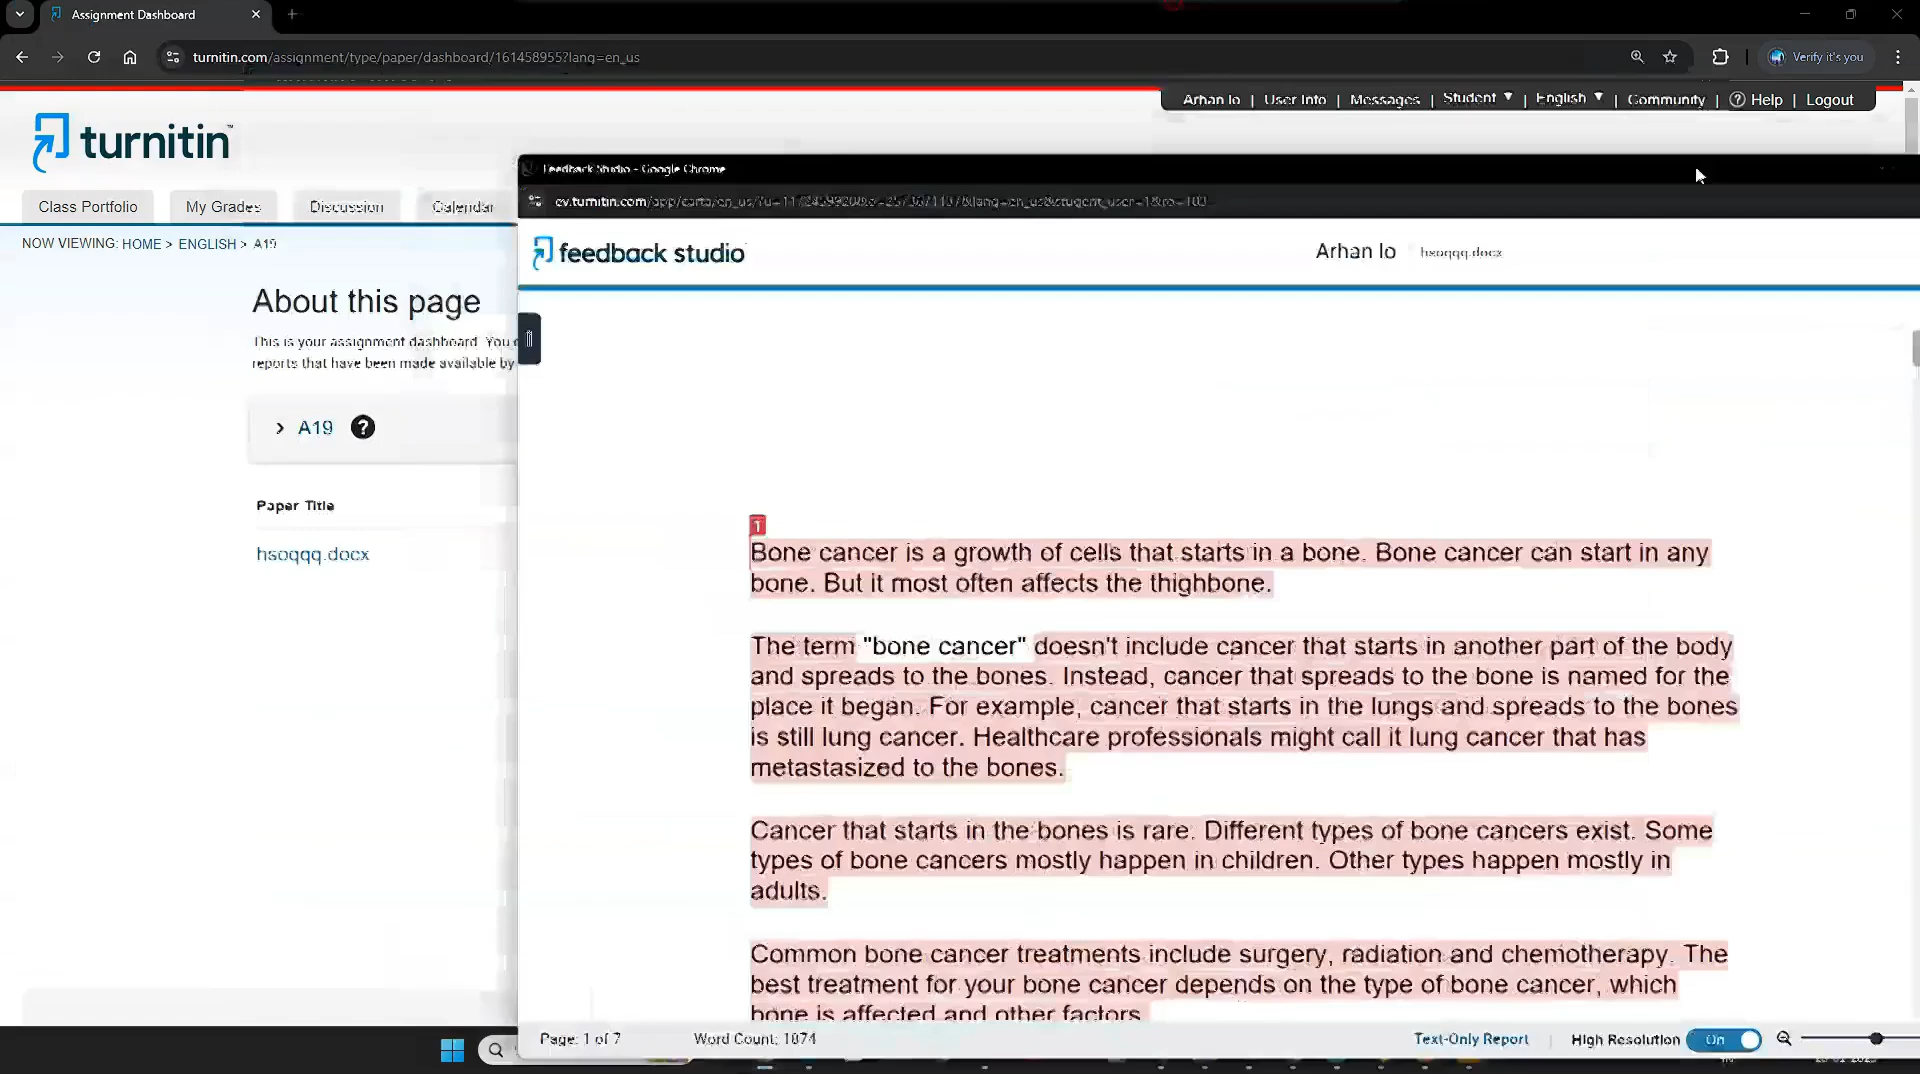 Assignment Dashboard
turnitin.com/assignment/type/paper/dashboard/161458955?lang=en_us
Verify it's you
Arhan Io | User Info | Messages | Student ▼ | English ▼ | Community | ? Help | Logout
turnitin™
Class Portfolio
My Grades
Discussion
Calendar
NOW VIEWING: HOME > ENGLISH > A19
About this page
This is your assignment dashboard. You
reports that have been made available by
> A19 ?
Paper Title
hsoqqq.docx
Feedback Studio - Google Chrome
feedback studio
Arhan Io hsoqqq.docx
1
Bone cancer is a growth of cells that starts in a bone. Bone cancer can start in any
bone. But it most often affects the thighbone.
The term "bone cancer" doesn't include cancer that starts in another part of the body
and spreads to the bones. Instead, cancer that spreads to the bone is named for the
place it began. For example, cancer that starts in the lungs and spreads to the bones
is still lung cancer. Healthcare professionals might call it lung cancer that has
metastasized to the bones.
Cancer that starts in the bones is rare. Different types of bone cancers exist. Some
types of bone cancers mostly happen in children. Other types happen mostly in
adults.
Common bone cancer treatments include surgery, radiation and chemotherapy. The
best treatment for your bone cancer depends on the type of bone cancer, which
bone is affected and other factors.
Page: 1 of 7
Word Count: 1874
Text-Only Report
High Resolution On